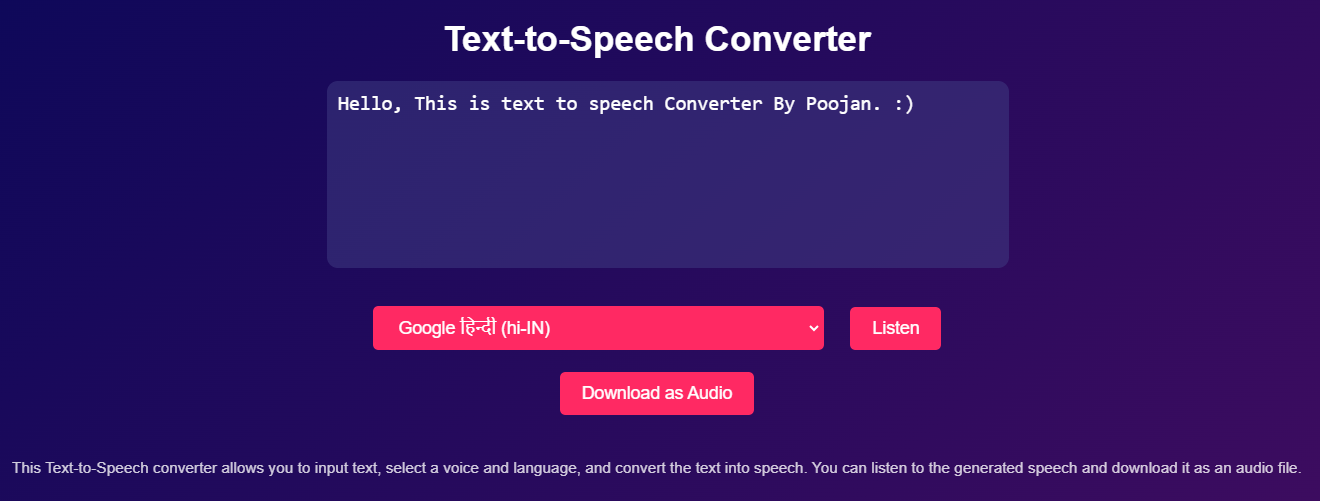 Text-to-Speech Converter
Hello, This is text to speech Converter By Poojan. :)
Google हिन्दी (hi-IN)
Listen
Download as Audio
This Text-to-Speech converter allows you to input text, select a voice and language, and convert the text into speech. You can listen to the generated speech and download it as an audio file.